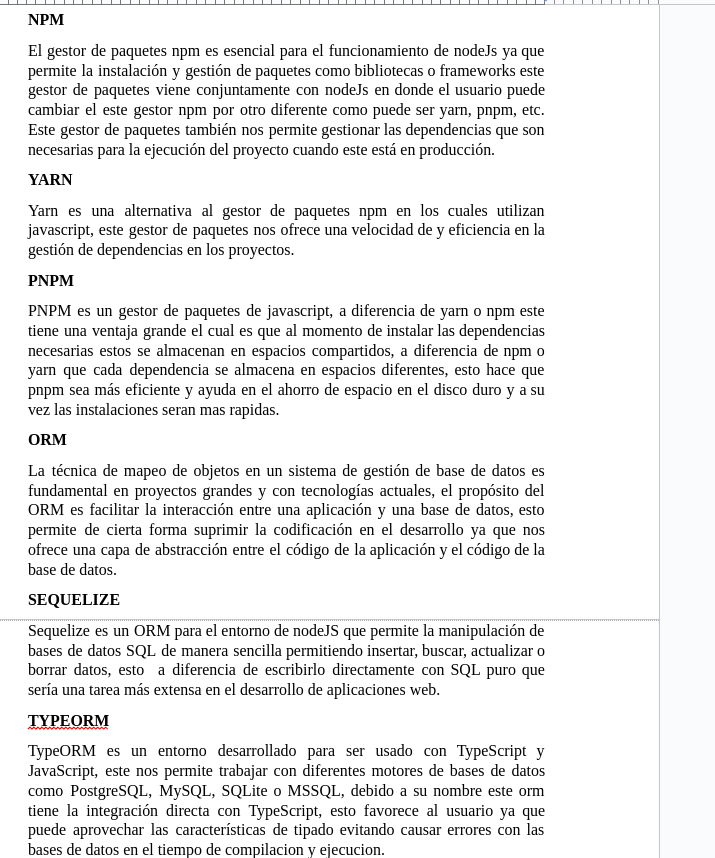 NPM
El gestor de paquetes npm es esencial para el funcionamiento de nodeJs ya que
permite la instalación y gestión de paquetes como bibliotecas o frameworks este
gestor de paquetes viene conjuntamente con nodeJs en donde el usuario puede
cambiar el este gestor npm por otro diferente como puede ser yarn, pnpm, etc.
Este gestor de paquetes también nos permite gestionar las dependencias que son
necesarias para la ejecución del proyecto cuando este está en producción.
YARN
Yarn es una alternativa al gestor de paquetes npm en los cuales utilizan
javascript, este gestor de paquetes nos ofrece una velocidad de y eficiencia en la
gestión de dependencias en los proyectos.
PNPM
PNPM es un gestor de paquetes de javascript, a diferencia de yarn o npm este
tiene una ventaja grande el cual es que al momento de instalar las dependencias
necesarias estos se almacenan en espacios compartidos, a diferencia de npm o
yarn que cada dependencia se almacena en espacios diferentes, esto hace que
pnpm sea más eficiente y ayuda en el ahorro de espacio en el disco duro y a su
vez las instalaciones seran mas rapidas.
ORM
La técnica de mapeo de objetos en un sistema de gestión de base de datos es
fundamental en proyectos grandes y con tecnologías actuales, el propósito del
ORM es facilitar la interacción entre una aplicación y una base de datos, esto
permite de cierta forma suprimir la codificación en el desarrollo ya que nos
ofrece una capa de abstracción entre el código de la aplicación y el código de la
base de datos.
SEQUELIZE
Sequelize es un ORM para el entorno de nodeJS que permite la manipulación de
bases de datos SQL de manera sencilla permitiendo insertar, buscar, actualizar o
borrar datos, esto  a diferencia de escribirlo directamente con SQL puro que
sería una tarea más extensa en el desarrollo de aplicaciones web.
TYPEORM
TypeORM es un entorno desarrollado para ser usado con TypeScript y
JavaScript, este nos permite trabajar con diferentes motores de bases de datos
como PostgreSQL, MySQL, SQLite o MSSQL, debido a su nombre este orm
tiene la integración directa con TypeScript, esto favorece al usuario ya que
puede aprovechar las características de tipado evitando causar errores con las
bases de datos en el tiempo de compilacion y ejecucion.